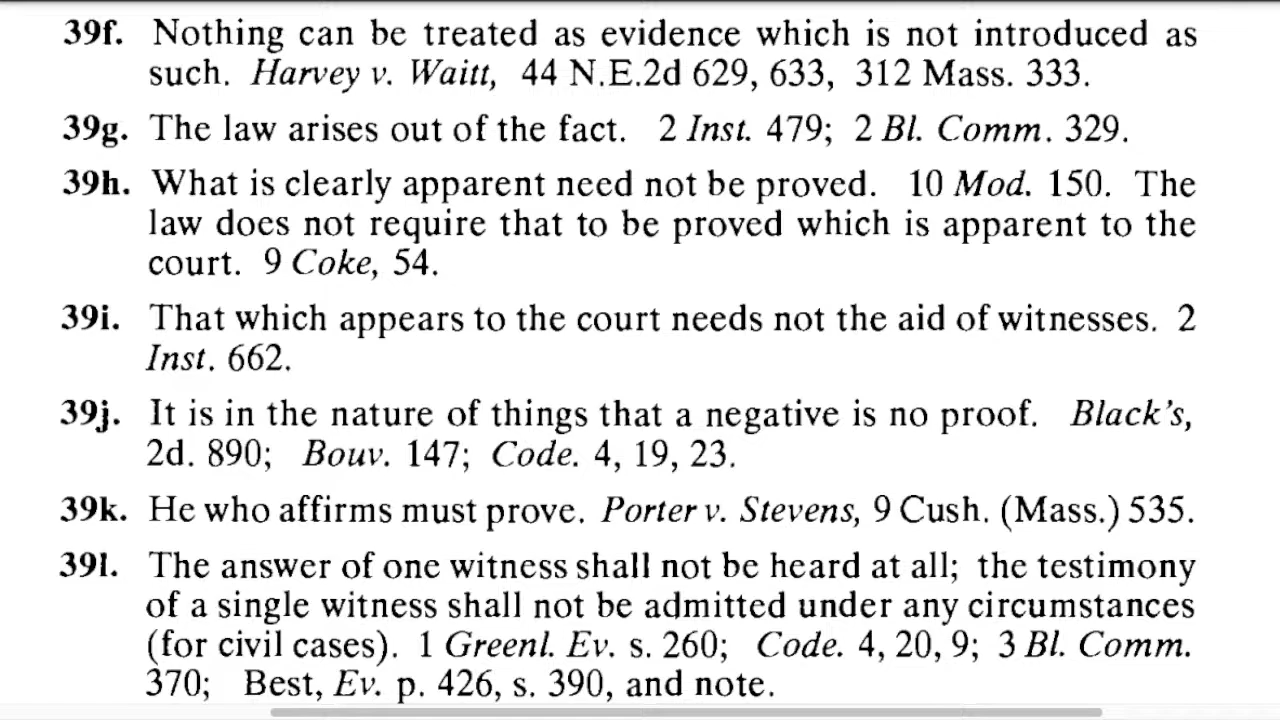 39f. Nothing can be treated as evidence which is not introduced as
such. Harvey v. Waitt, 44 N.E.2d 629, 633, 312 Mass. 333.
39g. The law arises out of the fact. 2 Inst. 479; 2 Bl. Comm. 329.
39h. What is clearly apparent need not be proved. 10 Mod. 150. The
law does not require that to be proved which is apparent to the
court. 9 Coke, 54.
39i. That which appears to the court needs not the aid of witnesses. 2
Inst. 662.
39j. It is in the nature of things that a negative is no proof. Black's,
2d. 890; Bouv. 147; Code. 4, 19, 23.
39k. He who affirms must prove. Porter v. Stevens, 9 Cush. (Mass.) 535.
39l. The answer of one witness shall not be heard at all; the testimony
of a single witness shall not be admitted under any circumstances
(for civil cases). 1 Greenl. Ev. s. 260; Code. 4, 20, 9; 3 Bl. Comm.
370; Best, Ev. p. 426, s. 390, and note.